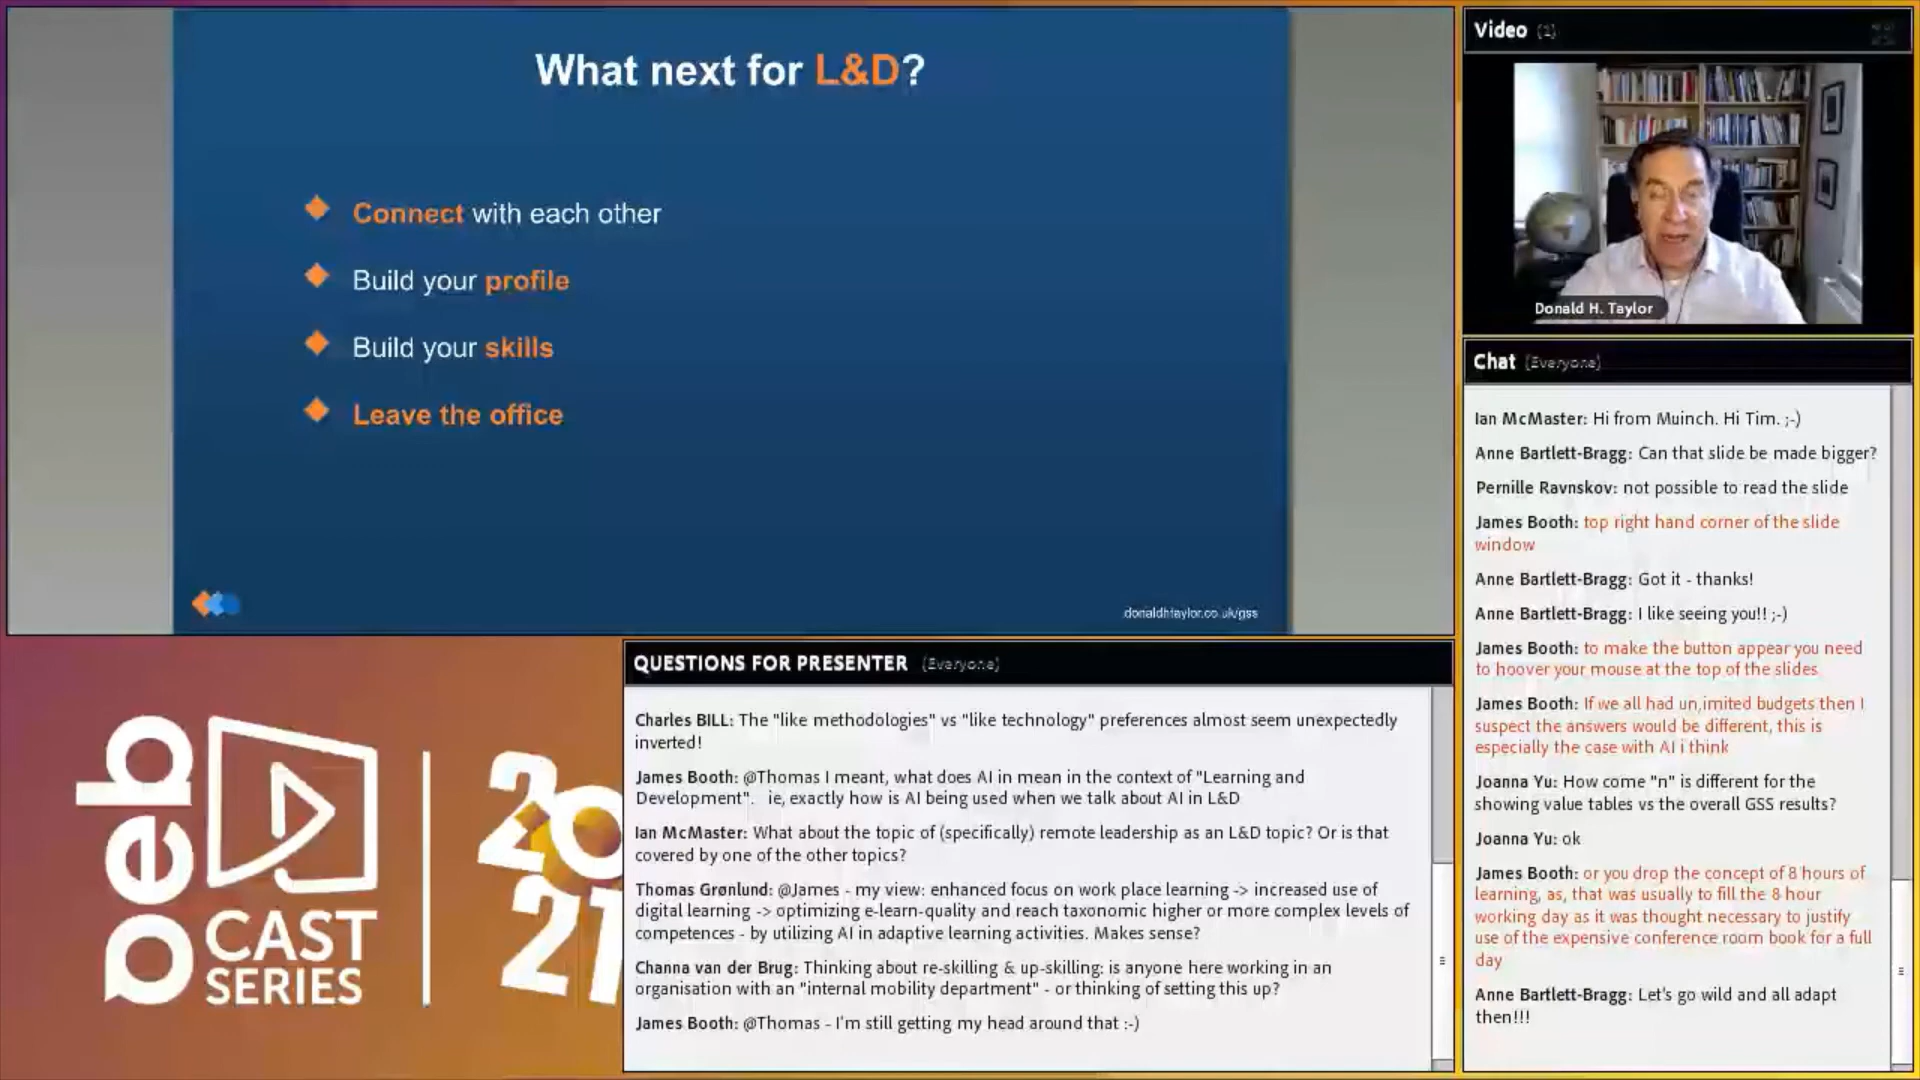 What next for L&D?
Connect with each other
Build your profile
Build your skills
Leave the office
donaldhtaylor.co.uk/gss
Video (1)
Donald H. Taylor
Chat (Everyone)
Ian McMaster: Hi from Muinch. Hi Tim. ;-)
Anne Bartlett-Bragg: Can that slide be made bigger?
Pernille Ravnskov: not possible to read the slide
James Booth: top right hand corner of the slide
window
Anne Bartlett-Bragg: Got it - thanks!
Anne Bartlett-Bragg: I like seeing you!! ;-)
James Booth: to make the button appear you need
to hoover your mouse at the top of the slides
James Booth: If we all had un,imited budgets then I
suspect the answers would be different, this is
especially the case with AI i think
Joanna Yu: How come "n" is different for the
showing value tables vs the overall GSS results?
Joanna Yu: ok
James Booth: or you drop the concept of 8 hours of
learning, as, that was usually to fill the 8 hour
working day as it was thought necessary to justify
use of the expensive conference room book for a full
day
Anne Bartlett-Bragg: Let's go wild and all adapt
then!!!
QUESTIONS FOR PRESENTER (Everyone)
Charles BILL: The "like methodologies" vs "like technology" preferences almost seem unexpectedly
inverted!
James Booth: @Thomas I meant, what does AI in mean in the context of "Learning and
Development". ie, exactly how is AI being used when we talk about AI in L&D
Ian McMaster: What about the topic of (specifically) remote leadership as an L&D topic? Or is that
covered by one of the other topics?
Thomas Grønlund: @James - my view: enhanced focus on work place learning -> increased use of
digital learning -> optimizing e-learn-quality and reach taxonomic higher or more complex levels of
competences - by utilizing AI in adaptive learning activities. Makes sense?
Channa van der Brug: Thinking about re-skilling & up-skilling: is anyone here working in an
organisation with an "internal mobility department" - or thinking of setting this up?
James Booth: @Thomas - I'm still getting my head around that :-)
oeb
CAST
SERIES
20
21